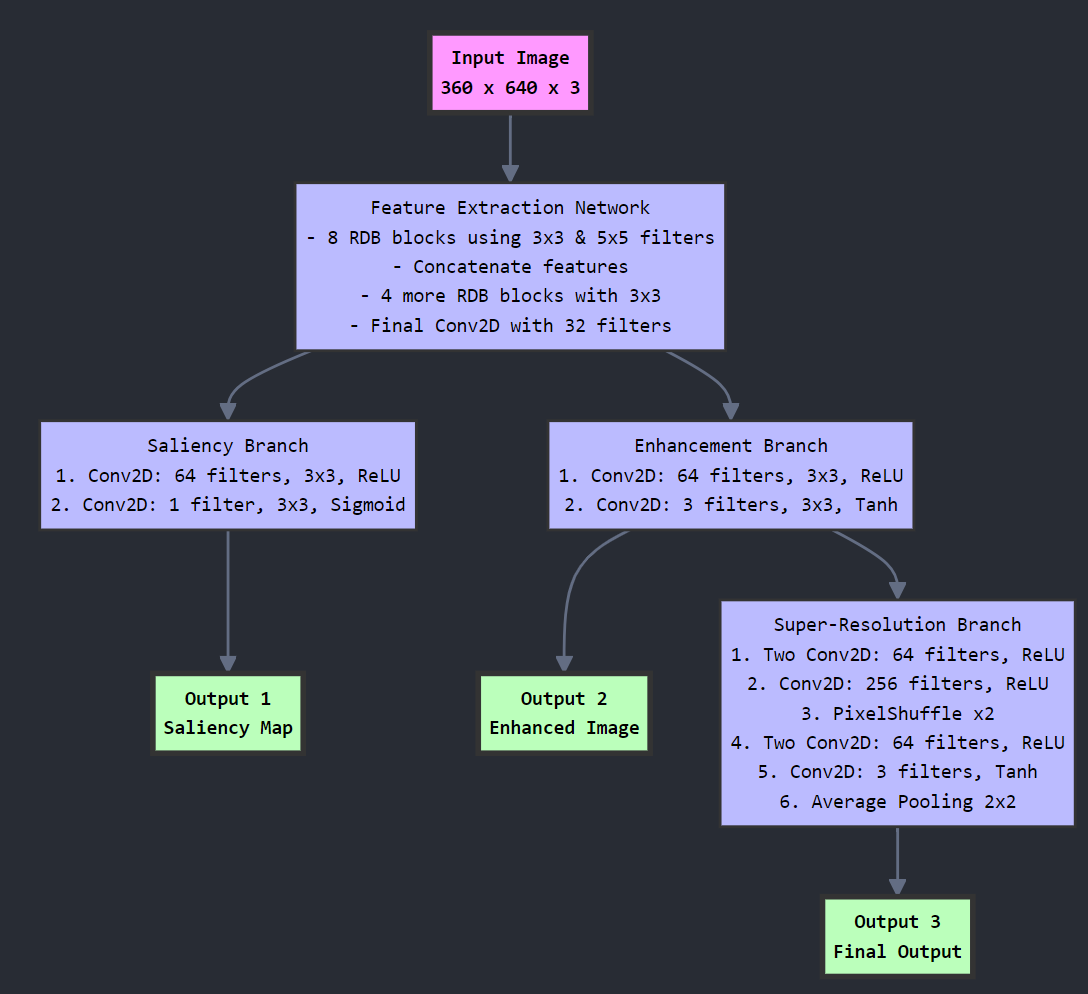 Input Image
360 x 640 x 3
Feature Extraction Network
- 8 RDB blocks using 3x3 & 5x5 filters
- Concatenate features
- 4 more RDB blocks with 3x3
- Final Conv2D with 32 filters
Saliency Branch
1. Conv2D: 64 filters, 3x3, ReLU
2. Conv2D: 1 filter, 3x3, Sigmoid
Enhancement Branch
1. Conv2D: 64 filters, 3x3, ReLU
2. Conv2D: 3 filters, 3x3, Tanh
Super-Resolution Branch
1. Two Conv2D: 64 filters, ReLU
2. Conv2D: 256 filters, ReLU
3. PixelShuffle x2
4. Two Conv2D: 64 filters, ReLU
5. Conv2D: 3 filters, Tanh
6. Average Pooling 2x2
Output 1
Saliency Map
Output 2
Enhanced Image
Output 3
Final Output